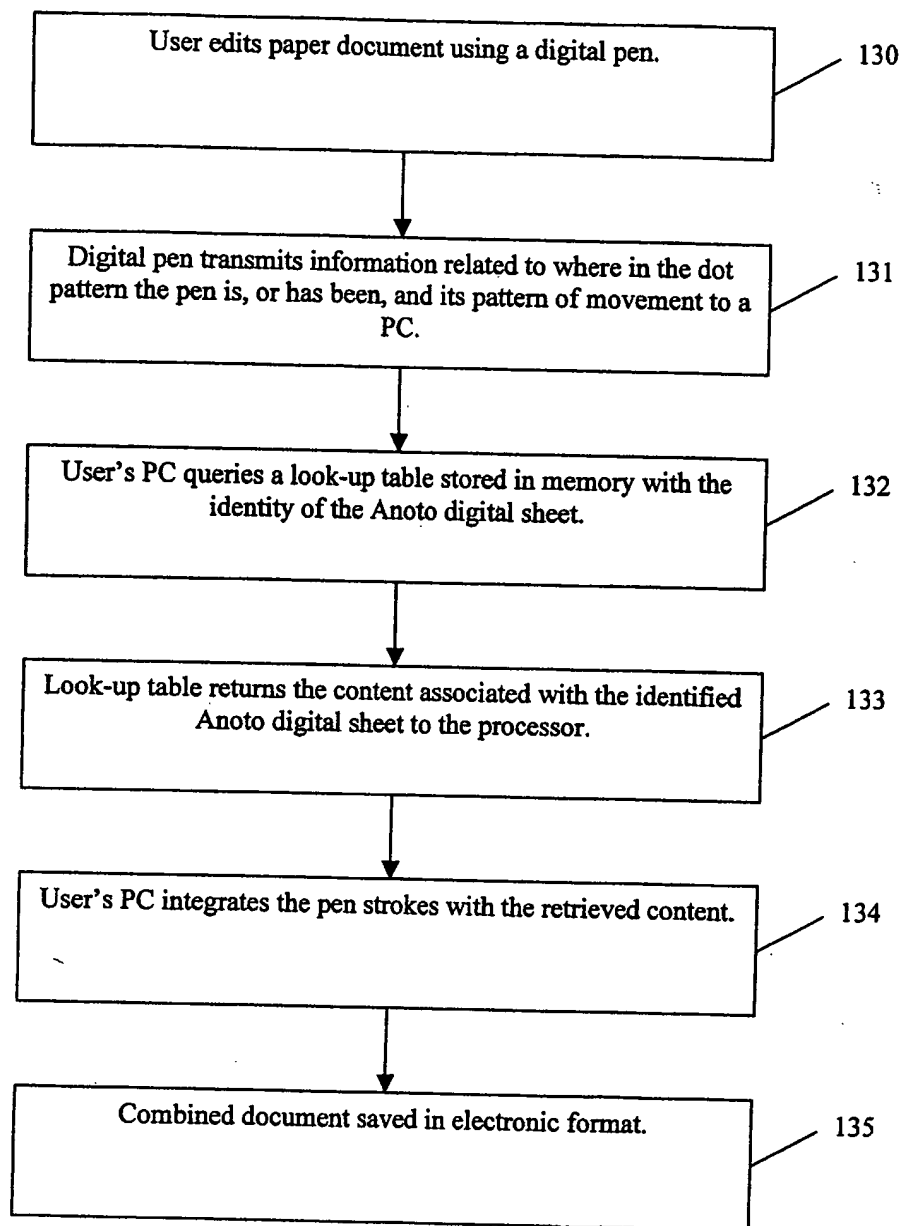 User edits paper document using a digital pen.
130
Digital pen transmits information related to where in the dot
pattern the pen is, or has been, and its pattern of movement to a
PC.
131
User's PC queries a look-up table stored in memory with the
identity of the Anoto digital sheet.
132
Look-up table returns the content associated with the identified
Anoto digital sheet to the processor.
133
User's PC integrates the pen strokes with the retrieved content.
134
Combined document saved in electronic format.
135